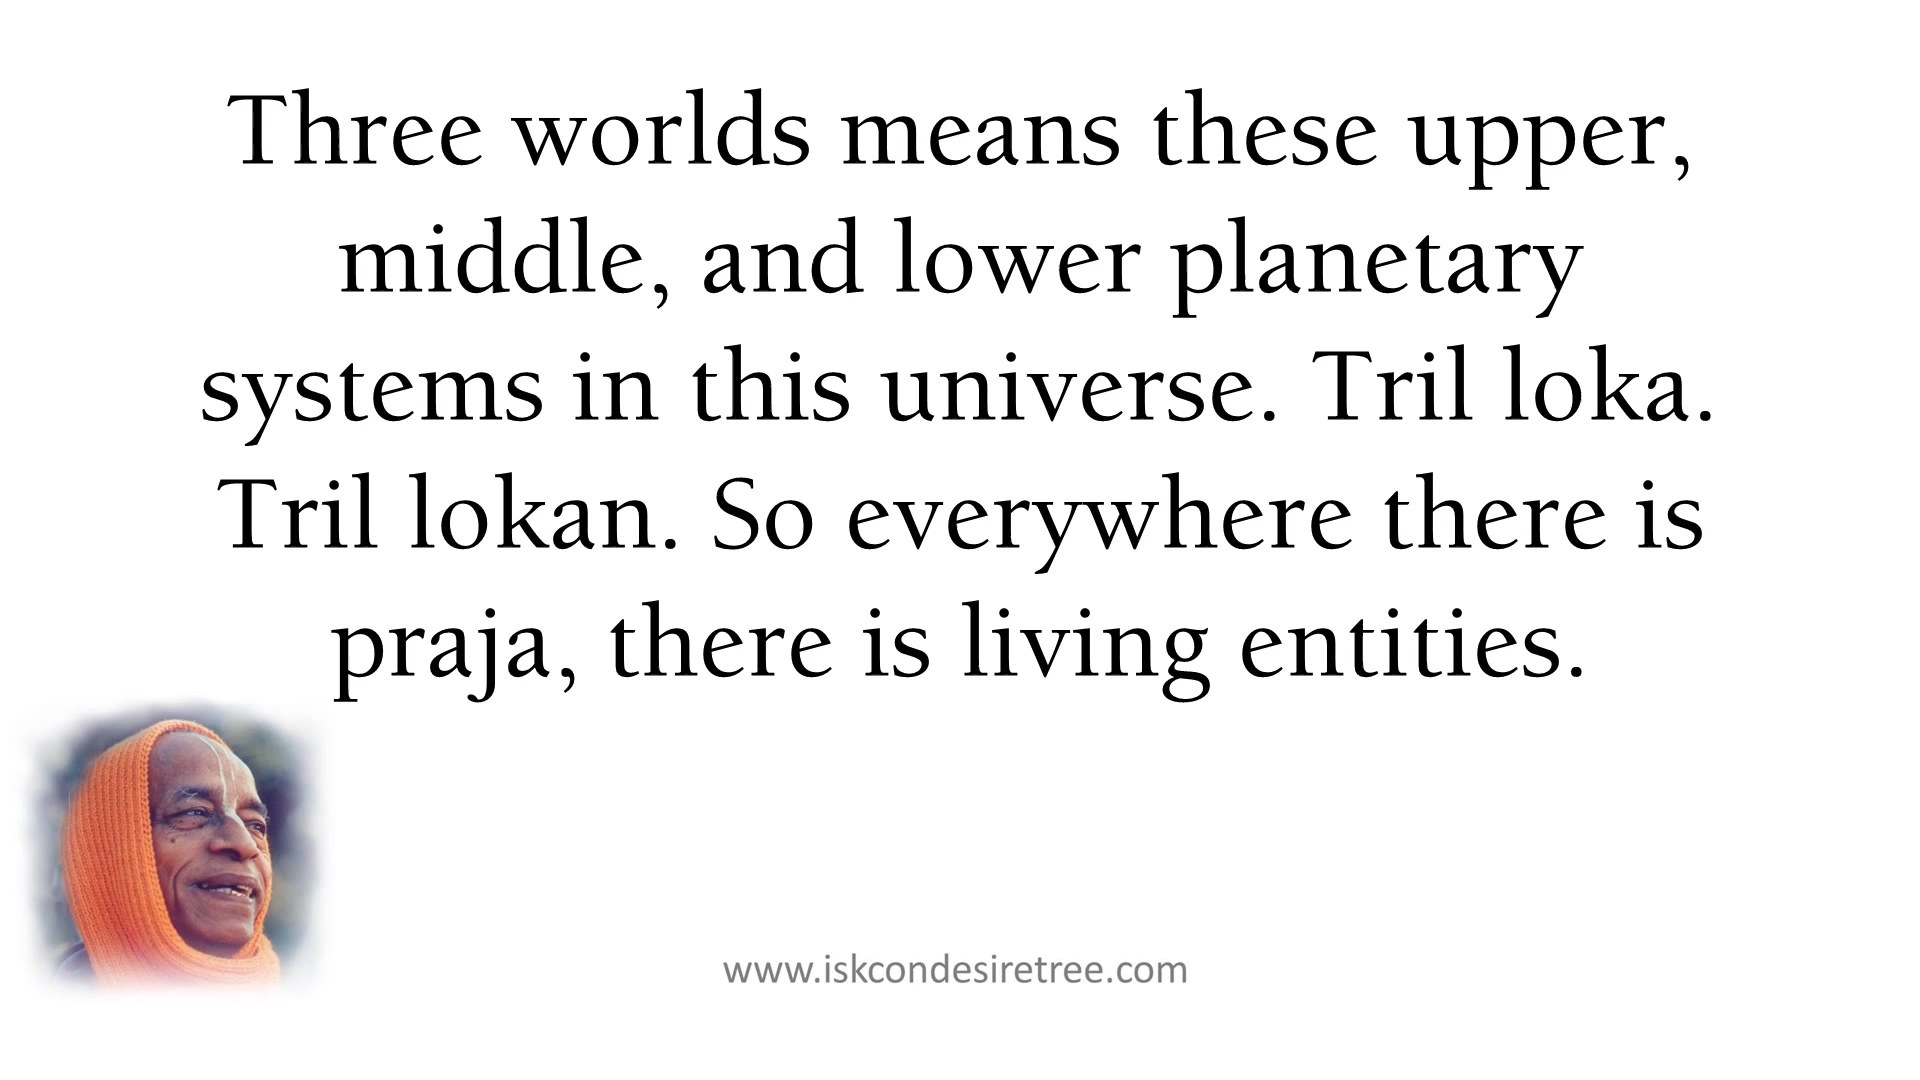 Three worlds means these upper,
middle, and lower planetary
systems in this universe. Tril loka.
Tril lokan. So everywhere there is
praja, there is living entities.
www.iskcondesiretree.com